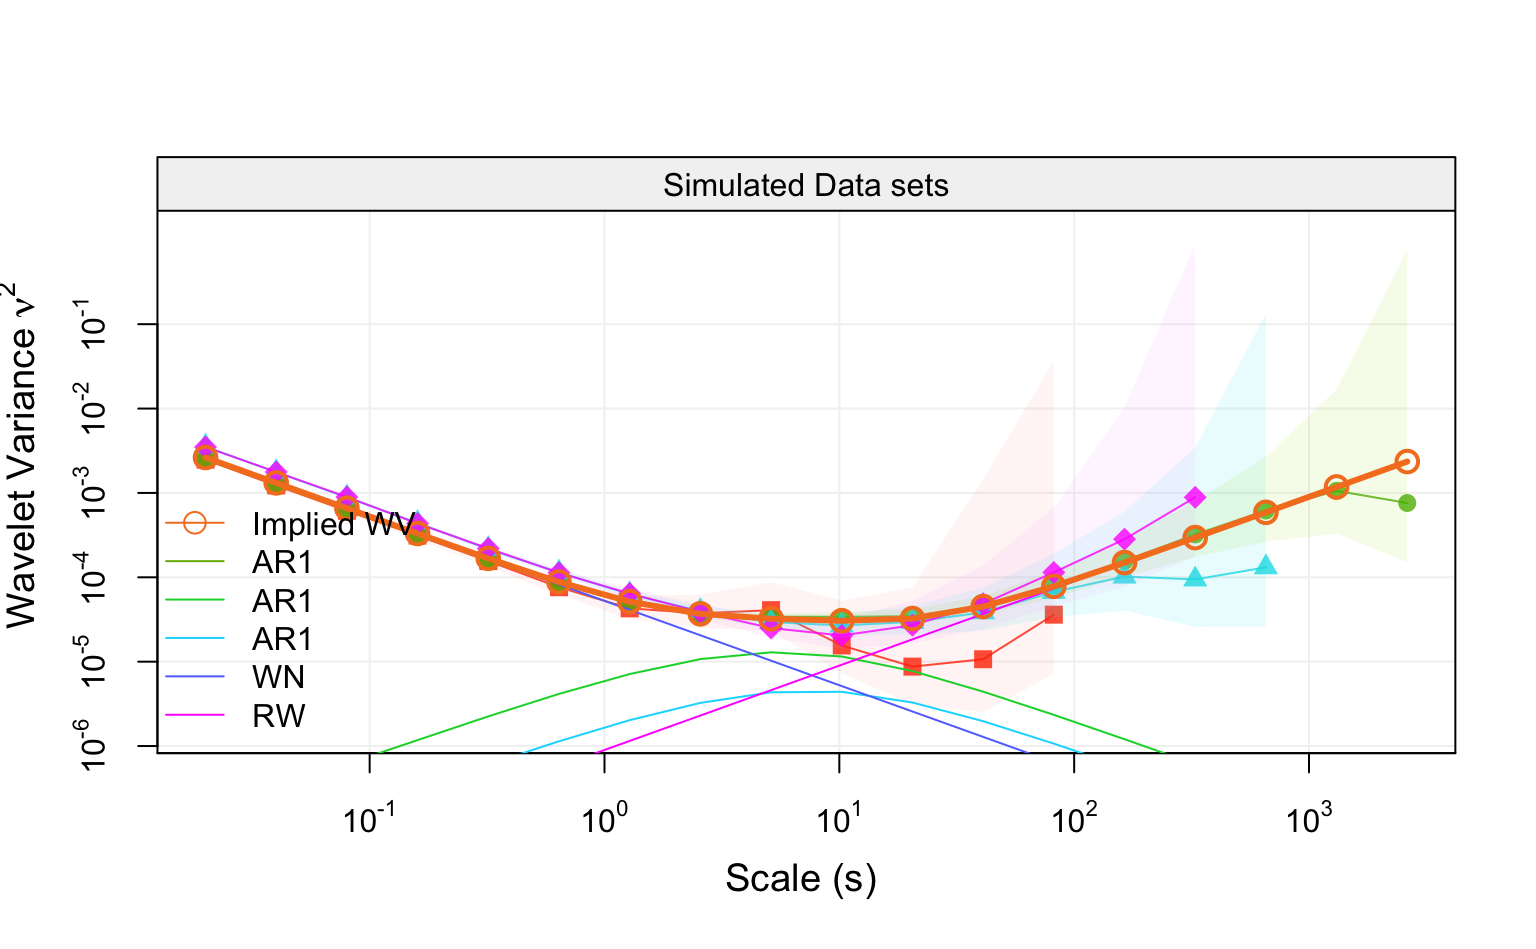 Simulated Data sets
Wavelet Variance ν²
10⁻¹
10⁻²
10⁻³
10⁻⁴
10⁻⁵
10⁻⁶
Implied WV
AR1
AR1
AR1
WN
RW
10⁻¹ 10⁰ 10¹ 10² 10³
Scale (s)